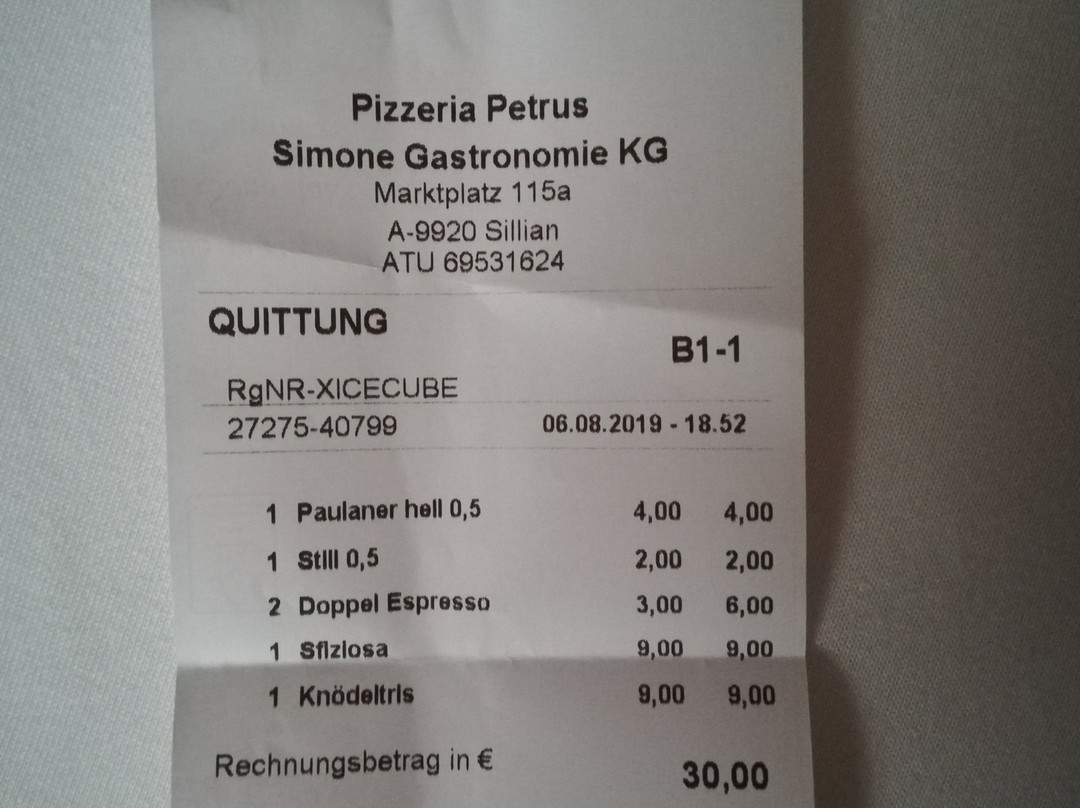 Pizzeria Petrus
Simone Gastronomie KG
Marktplatz 115a
A-9920 Sillian
ATU 69531624
QUITTUNG
B1-1
RgNR-XICECUBE
27275-40799 06.08.2019 - 18.52
1 Paulaner hell 0,5 4,00 4,00
1 Still 0,5 2,00 2,00
2 Doppel Espresso 3,00 6,00
1 Sfiziosa 9,00 9,00
1 Knödeltris 9,00 9,00
Rechnungsbetrag in € 30,00